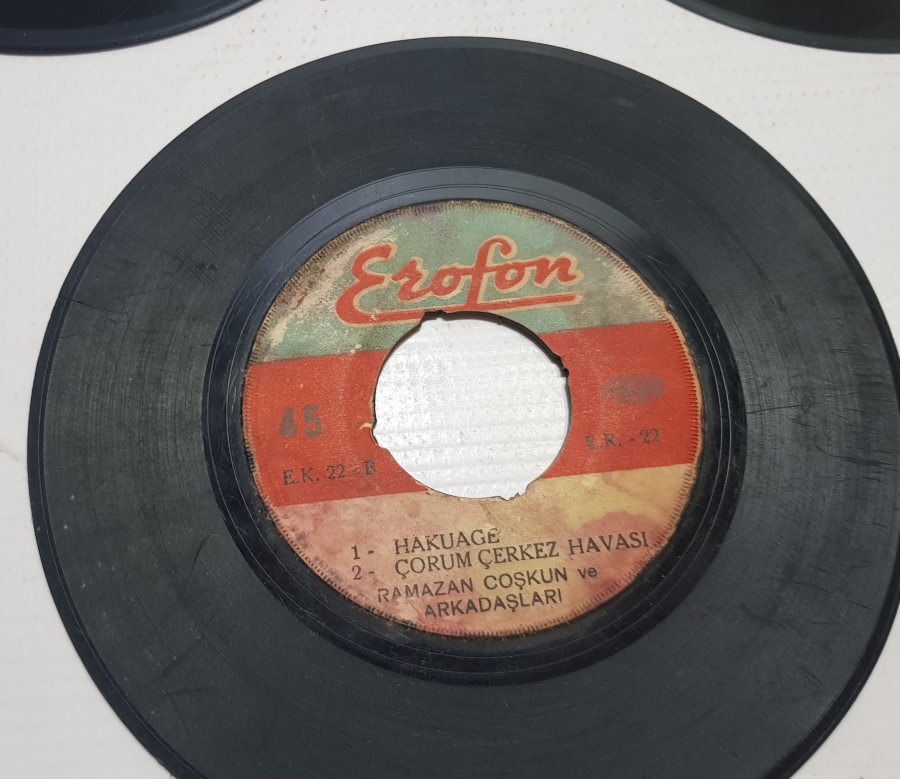 Erofon
45
E.K. 22 - B
E.R. - 22
1 - HAKUAGE
2 - ÇORUM ÇERKEZ HAVASI
RAMAZAN COŞKUN ve
ARKADAŞLARI